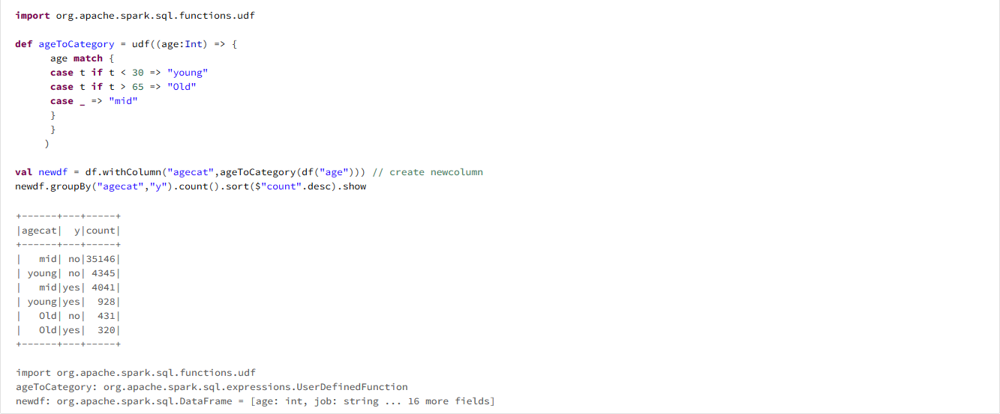 import org.apache.spark.sql.functions.udf
def ageToCategory = udf((age:Int) => {
age match {
case t if t < 30 => "young"
case t if t > 65 => "Old"
case _ => "mid"
}
}
)
val newdf = df.withColumn("agecat",ageToCategory(df("age"))) // create newcolumn
newdf.groupBy("agecat","y").count().sort($"count".desc).show
+------+---+-----+
|agecat|  y|count|
+------+---+-----+
|   mid| no|35146|
| young| no| 4345|
|   mid|yes| 4041|
| young|yes|  928|
|   Old| no|  431|
|   Old|yes|  320|
+------+---+-----+
import org.apache.spark.sql.functions.udf
ageToCategory: org.apache.spark.sql.expressions.UserDefinedFunction
newdf: org.apache.spark.sql.DataFrame = [age: int, job: string ... 16 more fields]